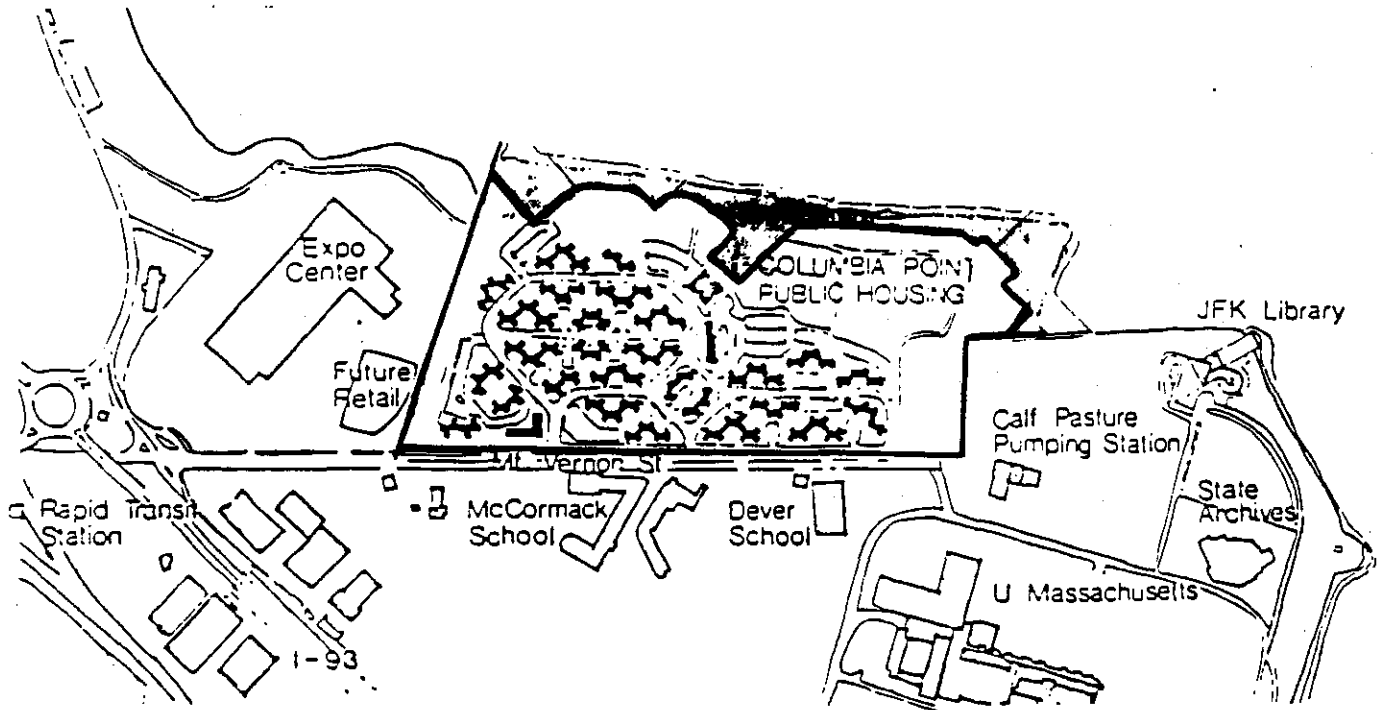 Expo
Center
COLUMBIA POINT
PUBLIC HOUSING
JFK Library
Future
Retail
Calf Pasture
Pumping Station
Mt. Vernon St
Rapid Transit
Station
McCormack
School
Dever
School
State
Archives
U Massachusetts
I-93